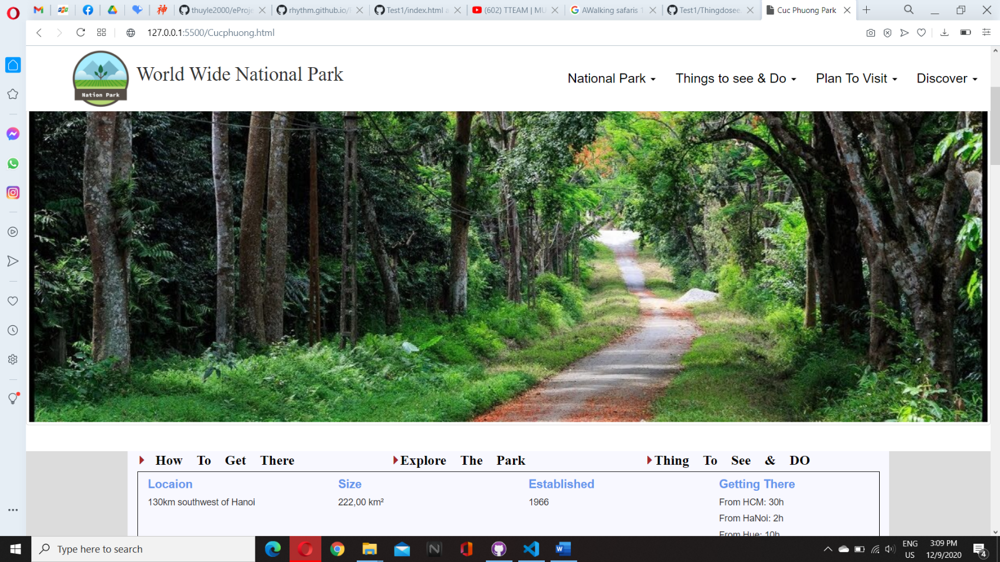 thuyle2000/eProje
rhythm.github.io/
Test1/index.html a
(602) TTEAM | MU
AWalking safaris 1
Test1/Thingdosee.
Cuc Phuong Park
127.0.0.1:5500/Cucphuong.html
Nation Park
World Wide National Park
National Park
Things to see & Do
Plan To Visit
Discover
How To Get There
Explore The Park
Thing To See & DO
Locaion
Size
Established
Getting There
130km southwest of Hanoi
222,00 km²
1966
From HCM: 30h
From HaNoi: 2h
From Hue: 10h
Type here to search
ENG
US
3:09 PM
12/9/2020
4